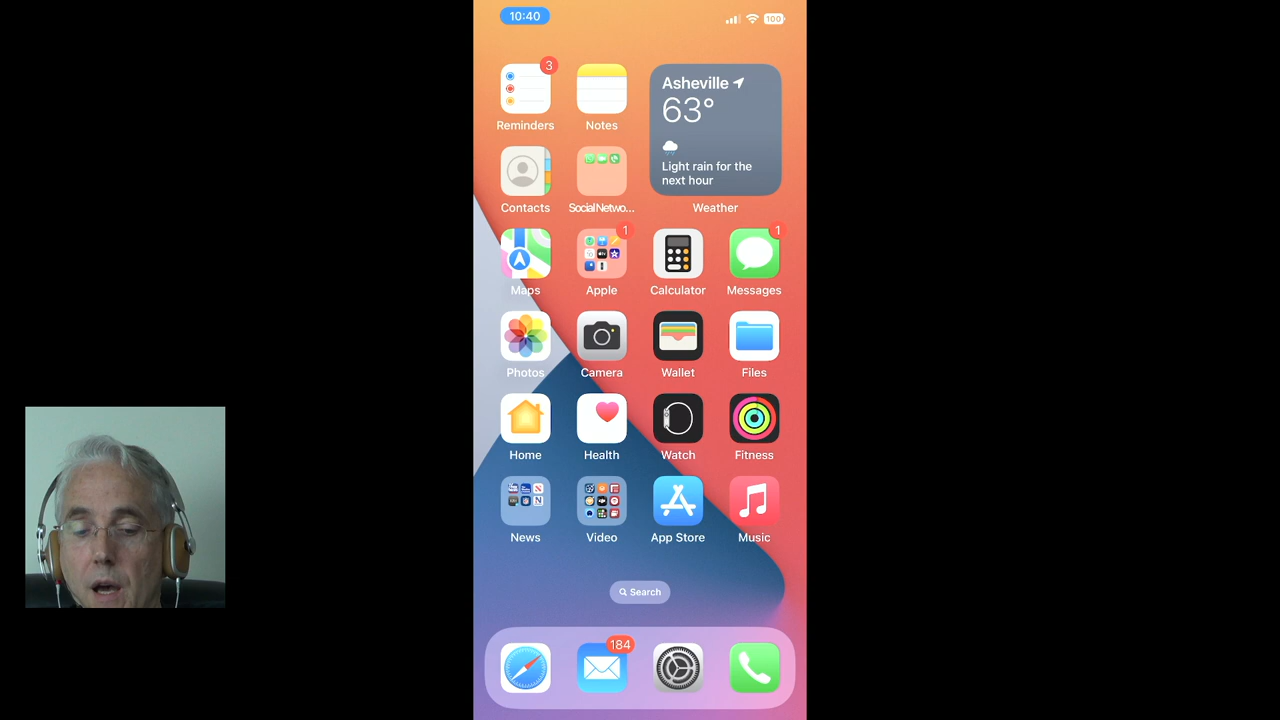 10:40
100
3
Reminders
Notes
Asheville
63°
Light rain for the
next hour
Contacts
Social Netwo...
Weather
1
1
Maps
Apple
Calculator
Messages
Photos
Camera
Wallet
Files
Home
Health
Watch
Fitness
News
Video
App Store
Music
Search
184